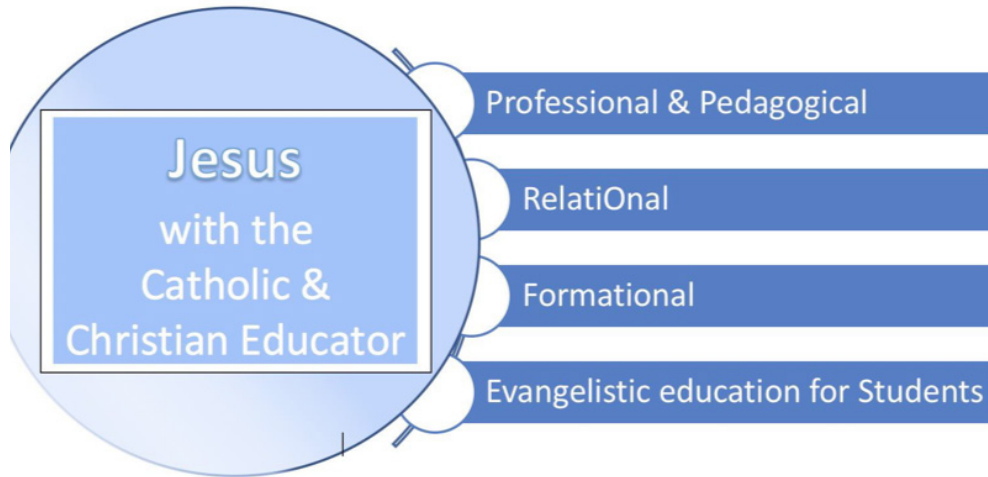 Jesus
with the
Catholic &
Christian Educator
Professional & Pedagogical
RelatiOnal
Formational
Evangelistic education for Students